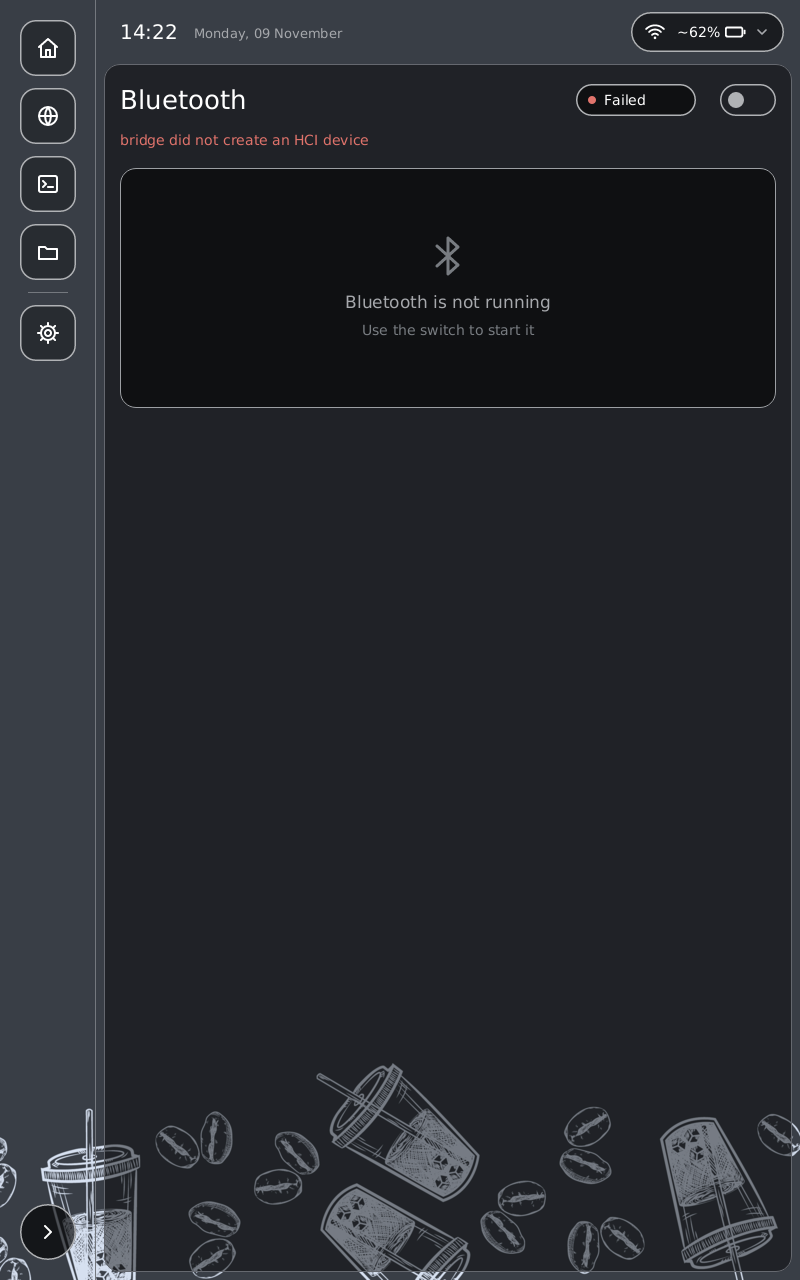 14:22 Monday, 09 November ~62%
Bluetooth Failed
bridge did not create an HCI device
Bluetooth is not running
Use the switch to start it